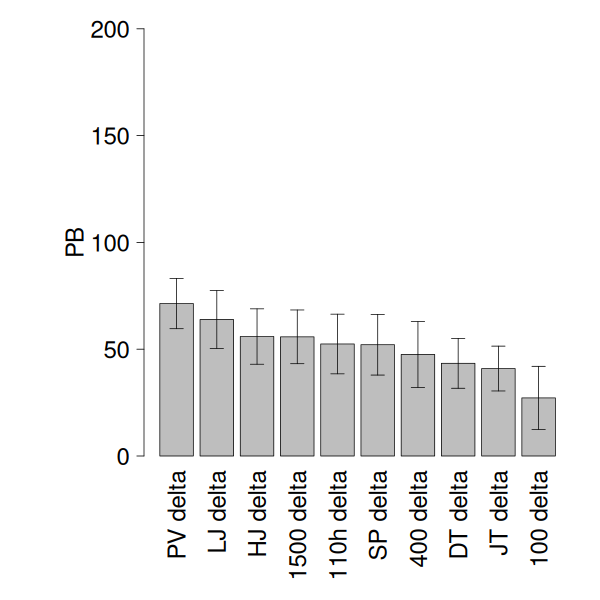 200
150
100
50
0
PB
PV delta
LJ delta
HJ delta
1500 delta
110h delta
SP delta
400 delta
DT delta
JT delta
100 delta